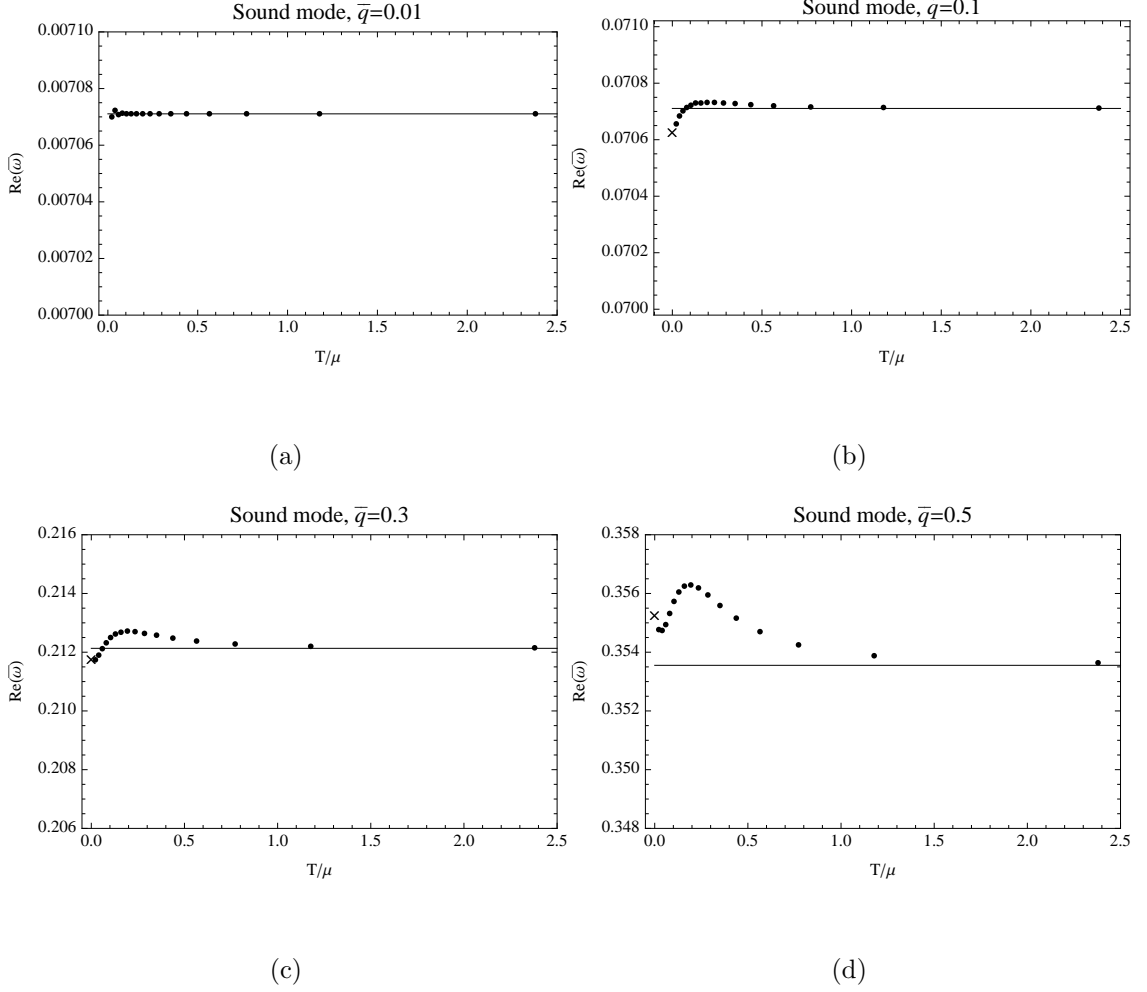 Sound mode, q̅=0.01
0.00710
0.00708
0.00706
0.00704
0.00702
0.00700
Re(ω̅)
0.0 0.5 1.0 1.5 2.0 2.5
T/μ
(a)
Sound mode, q=0.1
0.0710
0.0708
0.0706
0.0704
0.0702
0.0700
Re(ω̅)
0.0 0.5 1.0 1.5 2.0 2.5
T/μ
(b)
Sound mode, q̅=0.3
0.216
0.214
0.212
0.210
0.208
0.206
Re(ω̅)
0.0 0.5 1.0 1.5 2.0 2.5
T/μ
(c)
Sound mode, q̅=0.5
0.358
0.356
0.354
0.352
0.350
0.348
Re(ω̅)
0.0 0.5 1.0 1.5 2.0 2.5
T/μ
(d)